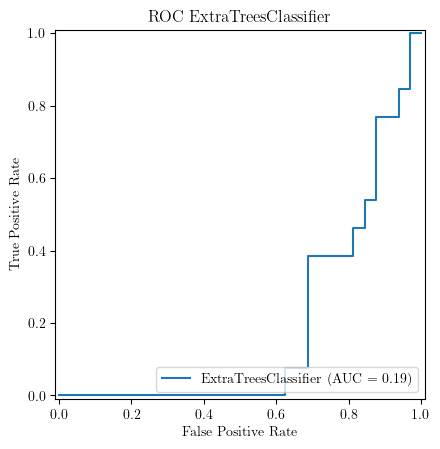 ROC ExtraTreesClassifier
1.0
0.8
0.6
0.4
0.2
0.0
True Positive Rate
ExtraTreesClassifier (AUC = 0.19)
0.0 0.2 0.4 0.6 0.8 1.0
False Positive Rate